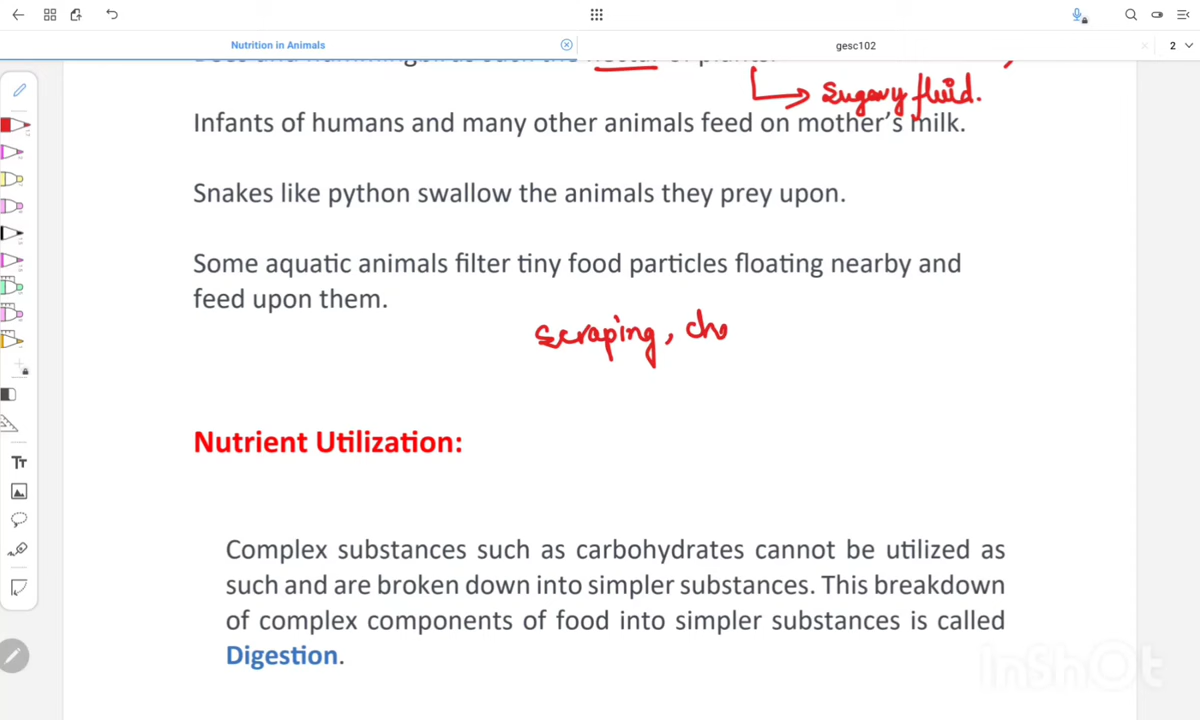 Nutrition in Animals
gesc102
2
nectar
sugary fluid.
Infants of humans and many other animals feed on mother's milk.
Snakes like python swallow the animals they prey upon.
Some aquatic animals filter tiny food particles floating nearby and
feed upon them.
scraping, che
Nutrient Utilization:
Complex substances such as carbohydrates cannot be utilized as
such and are broken down into simpler substances. This breakdown
of complex components of food into simpler substances is called
Digestion.
TT
InShOt